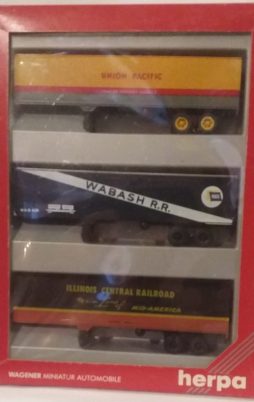 UNION PACIFIC
WABASH R.R.
ILLINOIS CENTRAL RAILROAD
MID-AMERICA
WAGENER MINIATUR AUTOMOBILE
herpa